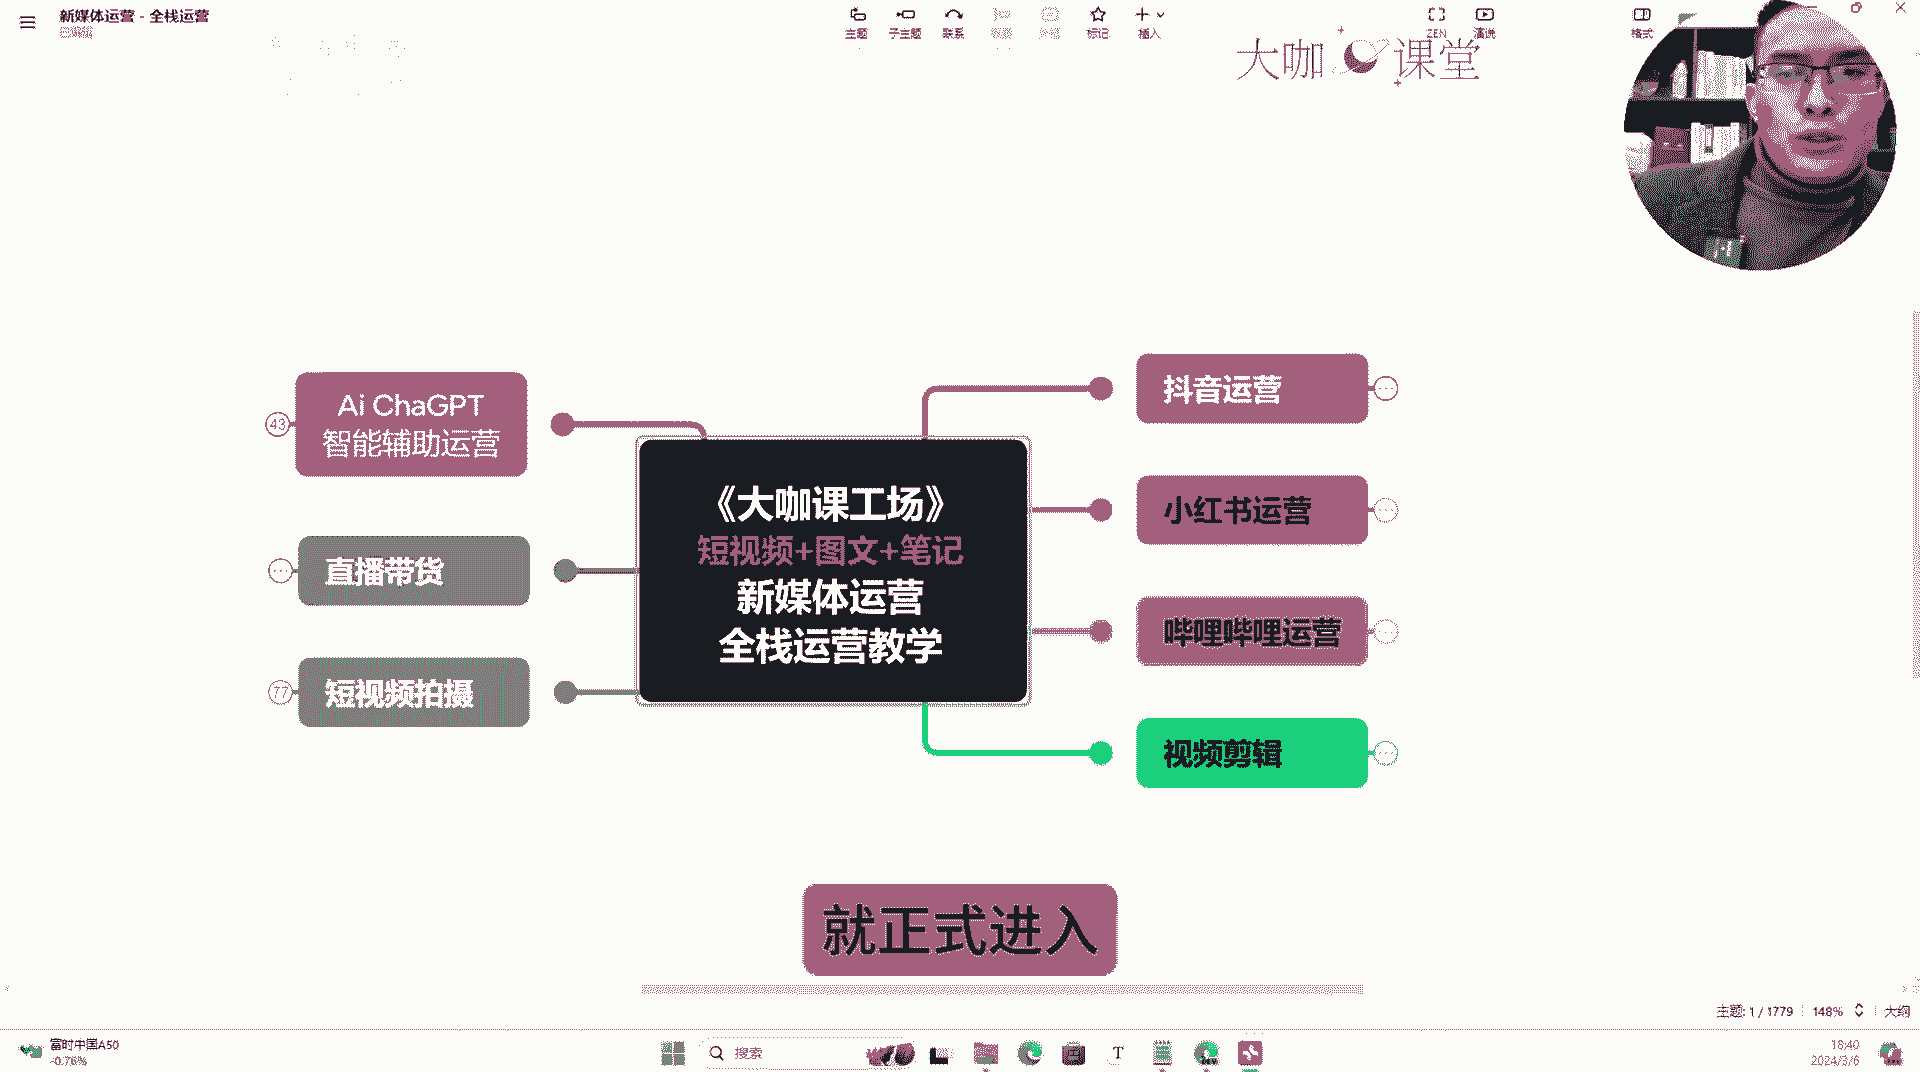 新媒体运营 - 全栈运营
已编辑
主题
子主题
联系
概要
外框
标记
插入
ZEN
演说
格式
大咖课堂
Ai ChaGPT
智能辅助运营
43
直播带货
短视频拍摄
77
《大咖课工场》
短视频+图文+笔记
新媒体运营
全栈运营教学
抖音运营
小红书运营
哔哩哔哩运营
视频剪辑
就正式进入
主题: 1 / 1779
148%
大纲
富时中国A50
-0.76%
搜索
18:40
2024/3/6